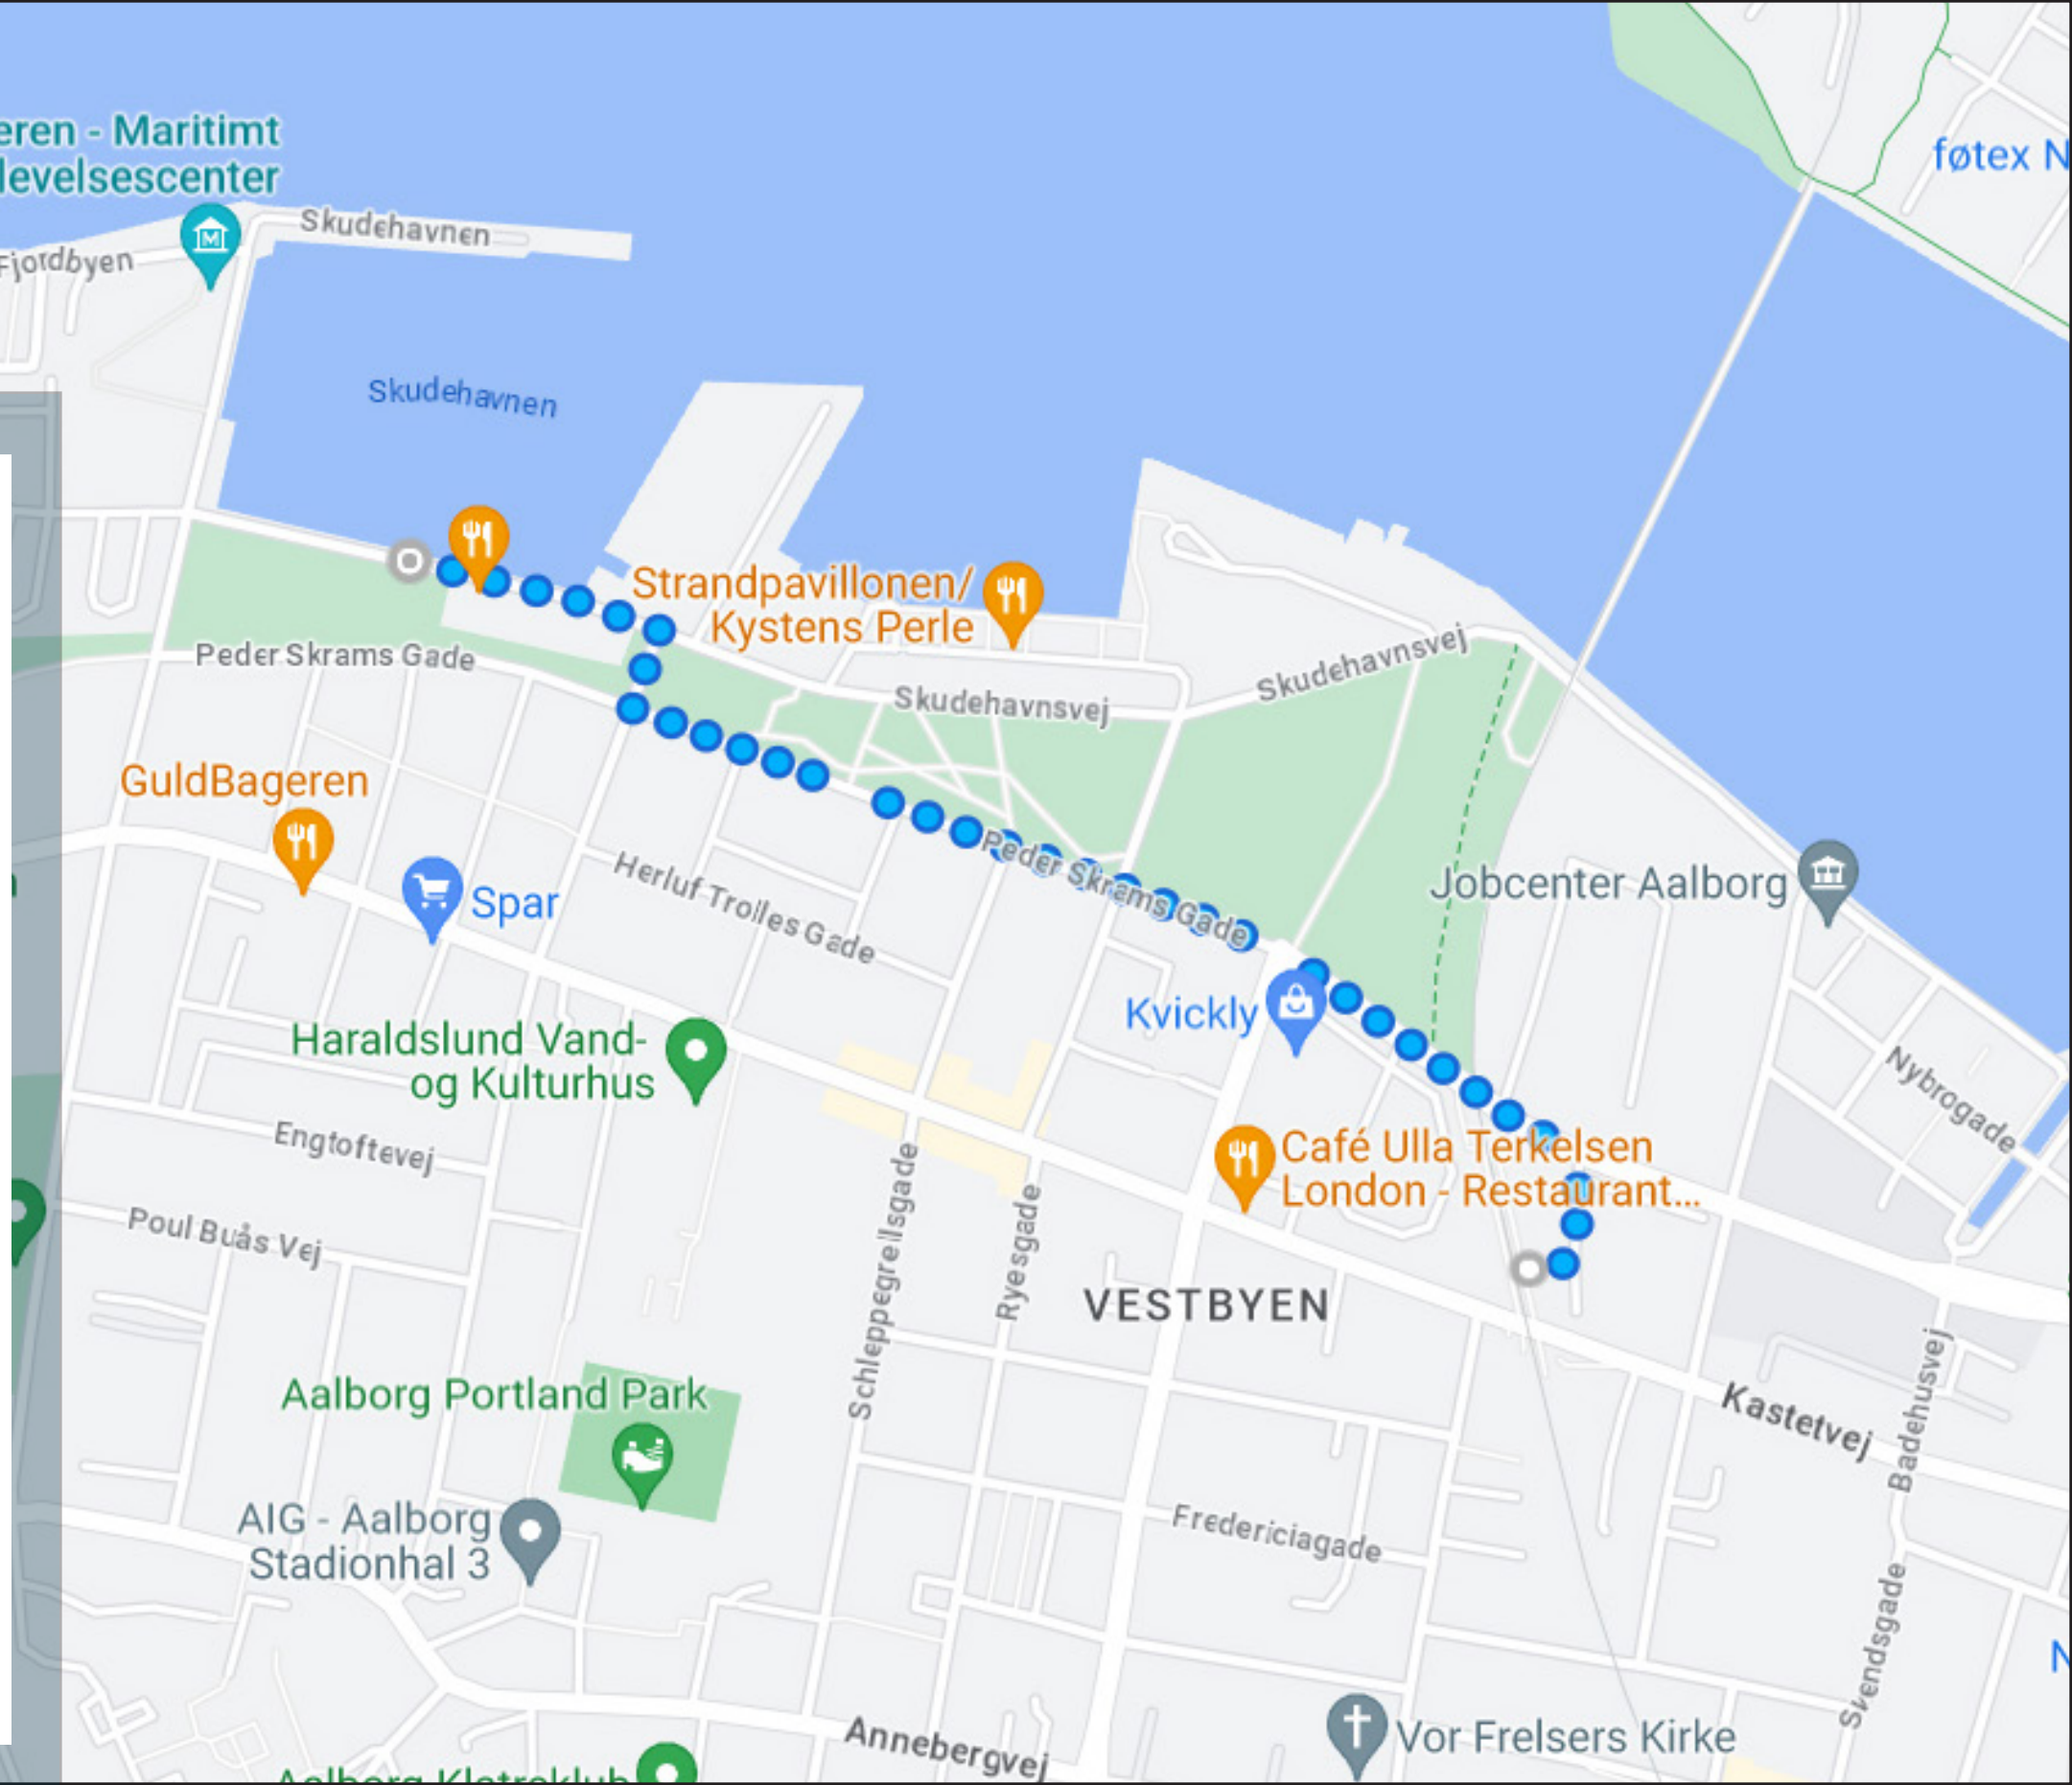 eren - Maritimt
levelsescenter
føtex N
Skudehavnen
Fjordbyen
Skudehavnen
Strandpavillonen/
Kystens Perle
Peder Skrams Gade
Skudehavnsvej
Skudehavnsvej
GuldBageren
Peder Skrams Gade
Jobcenter Aalborg
Spar
Herluf Trolles Gade
Kvickly
Haraldslund Vand-
og Kulturhus
Nybrogade
Engtoftevej
Café Ulla Terkelsen
London - Restaurant...
Poul Buås Vej
Schleppegrellsgade
Ryesgade
VESTBYEN
Aalborg Portland Park
Kastetvej
Badehusvej
AIG - Aalborg
Stadionhal 3
Fredericiagade
Svendsgade
N
Annebergvej
Vor Frelsers Kirke
Aalborg Klatreklub